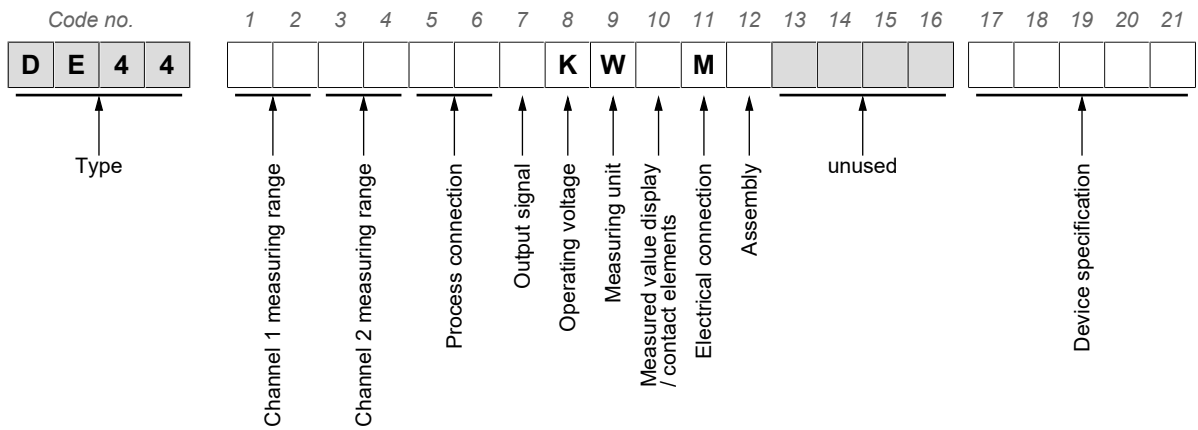 Code no. 1 2 3 4 5 6 7 8 9 10 11 12 13 14 15 16 17 18 19 20 21
D E 4 4 K W M
Type
Channel 1 measuring range
Channel 2 measuring range
Process connection
Output signal
Operating voltage
Measuring unit
Measured value display
/ contact elements
Electrical connection
Assembly
unused
Device specification